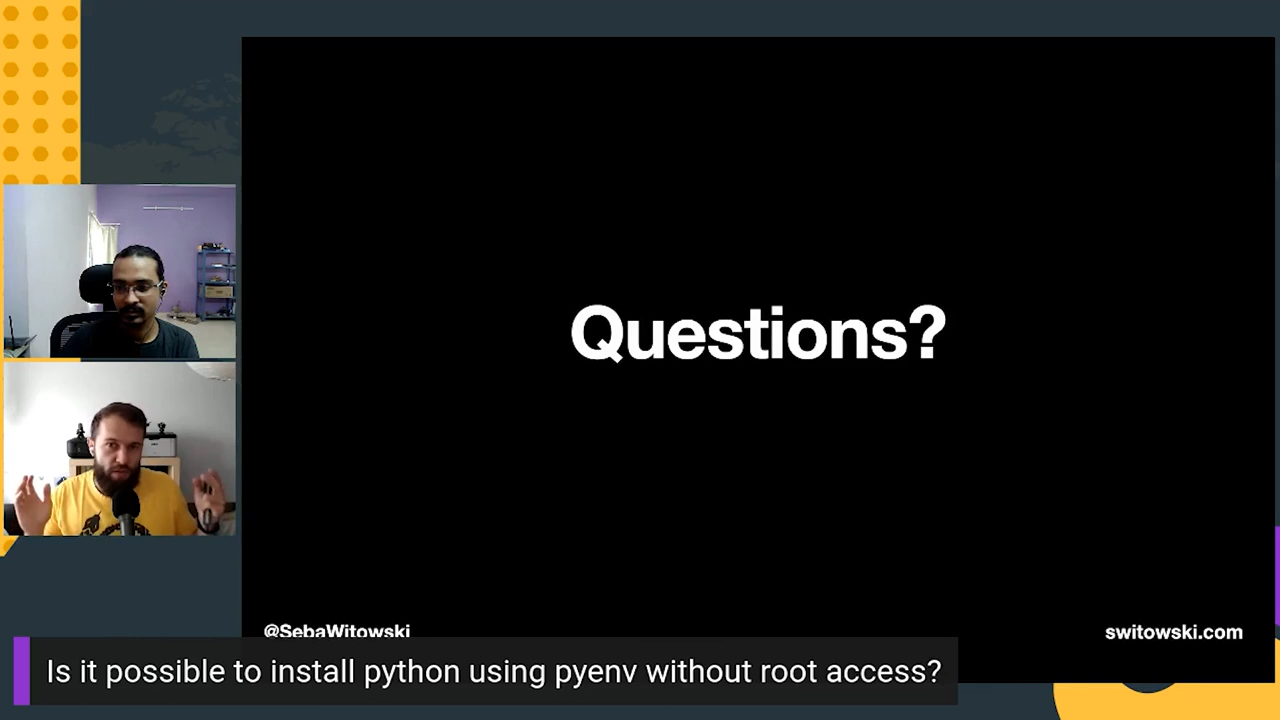 Questions?
@SebaWitowski
switowski.com
Is it possible to install python using pyenv without root access?